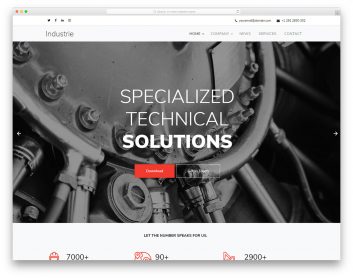 Industrie
HOME COMPANY NEWS SERVICES CONTACT
SPECIALIZED
TECHNICAL
SOLUTIONS
Download
LET THE NUMBER SPEAKS FOR US.
7000+ 90+ 2900+